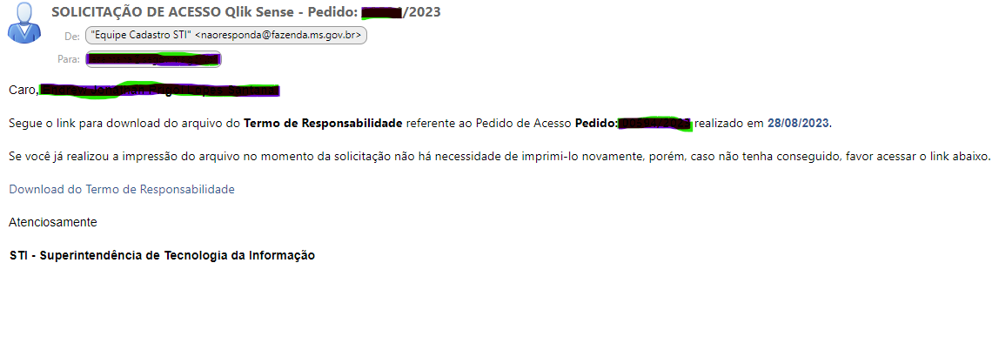 SOLICITAÇÃO DE ACESSO Qlik Sense - Pedido: /2023
De: "Equipe Cadastro STI" <naoresponda@fazenda.ms.gov.br>
Para:
Caro,
Segue o link para download do arquivo do Termo de Responsabilidade referente ao Pedido de Acesso Pedido: realizado em 28/08/2023.
Se você já realizou a impressão do arquivo no momento da solicitação não há necessidade de imprimi-lo novamente, porém, caso não tenha conseguido, favor acessar o link abaixo.
Download do Termo de Responsabilidade
Atenciosamente
STI - Superintendência de Tecnologia da Informação